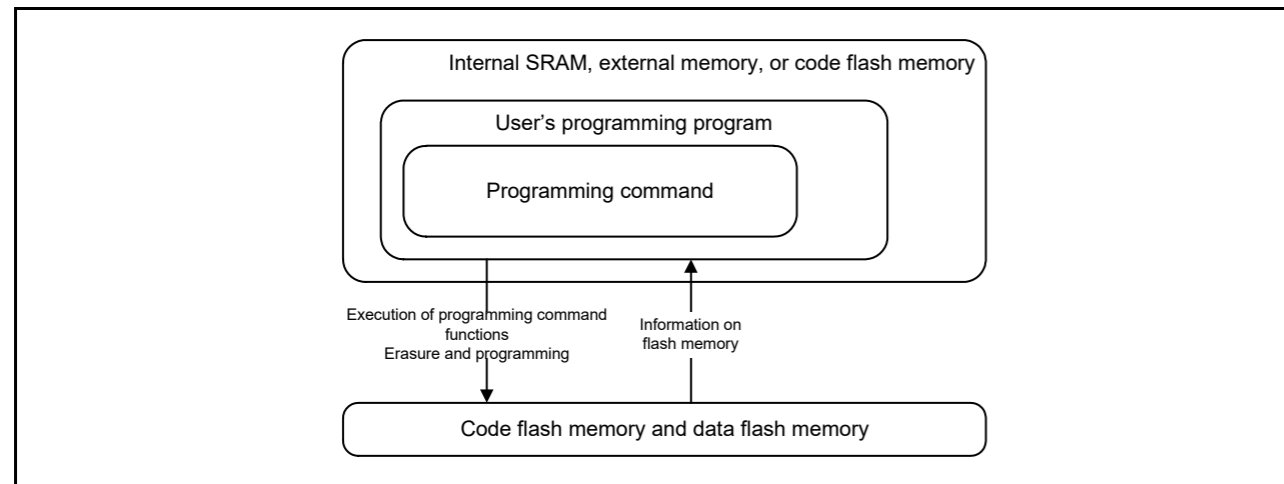 Internal SRAM, external memory, or code flash memory
User’s programming program
Programming command
Execution of programming command
functions
Erasure and programming
Information on
flash memory
Code flash memory and data flash memory